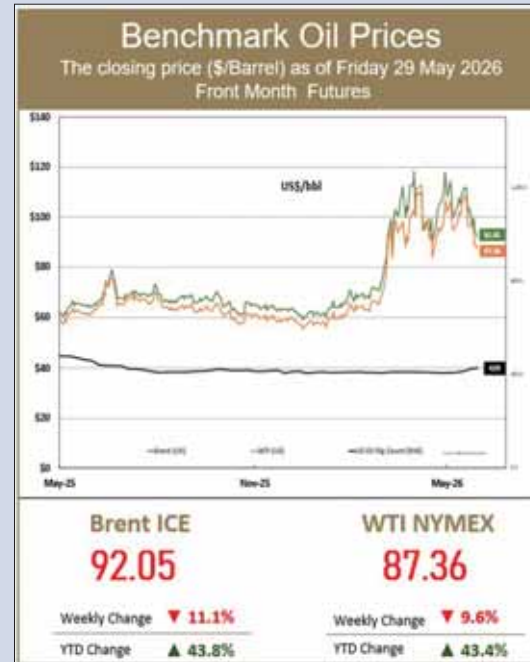 Benchmark Oil Prices
The closing price ($/Barrel) as of Friday 29 May 2026
Front Month Futures
$140
$120
$100
$80
$60
$40
$20
$0
US$/bbl
May-25
Nov-25
May-26
Brent ICE
92.05
Weekly Change ▼ 11.1%
YTD Change ▲ 43.8%
WTI NYMEX
87.36
Weekly Change ▼ 9.6%
YTD Change ▲ 43.4%